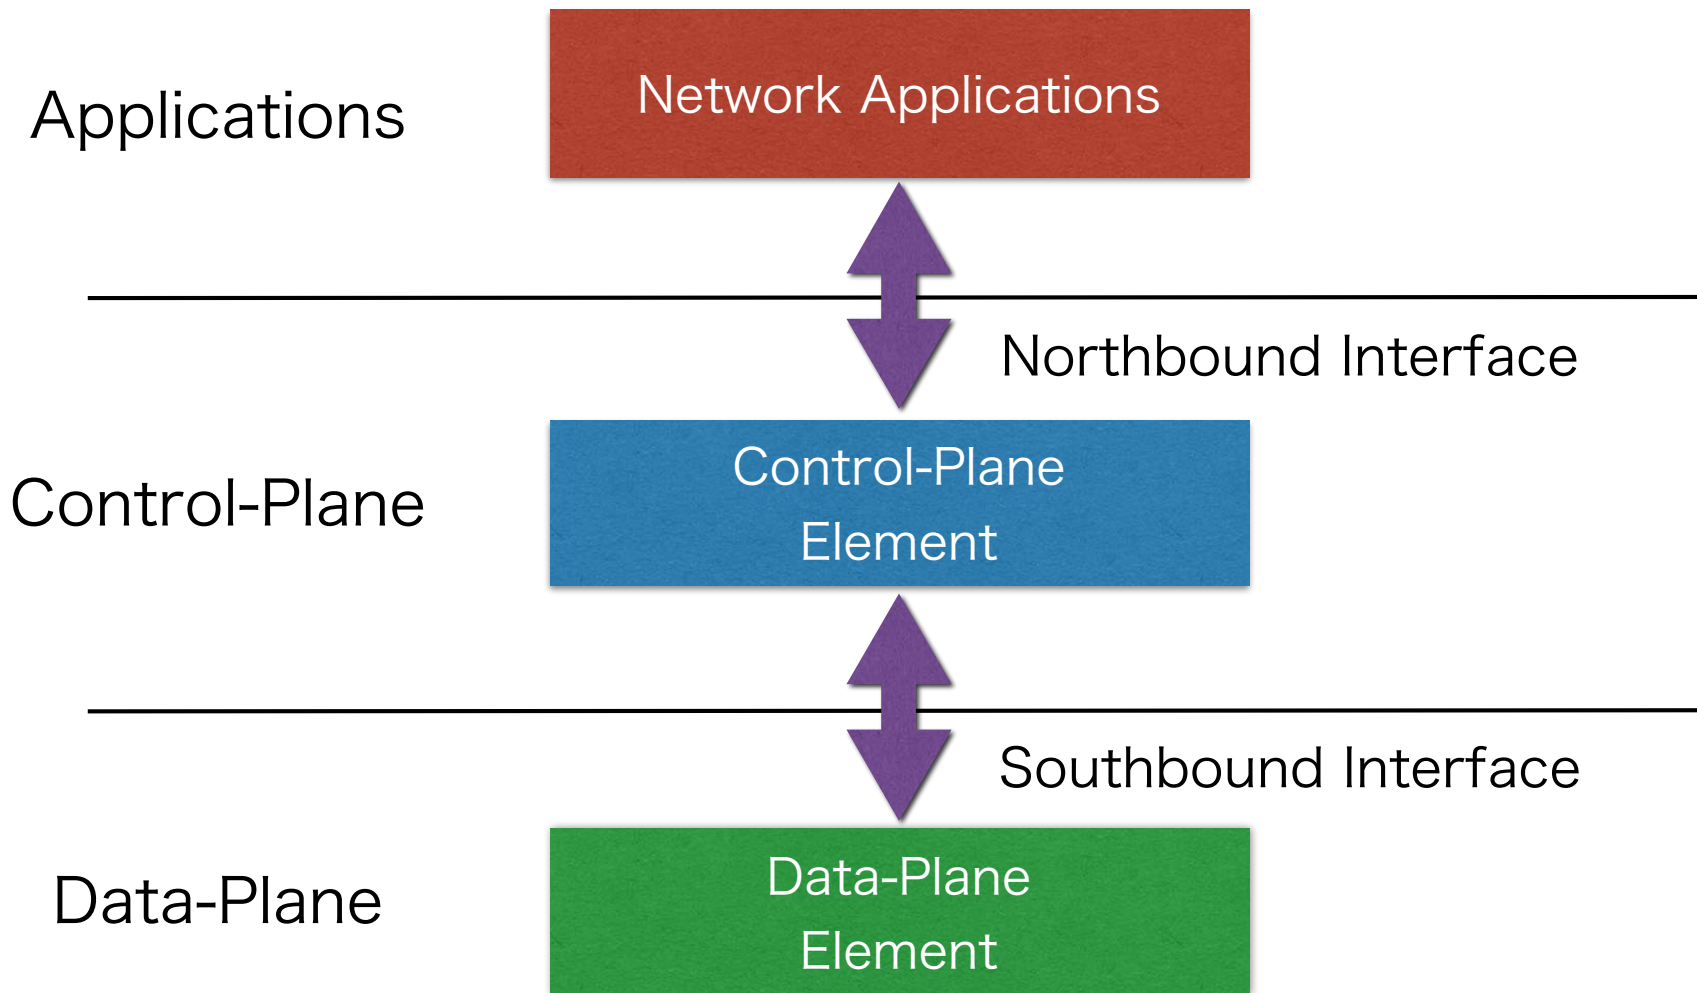 Applications
Network Applications
Northbound Interface
Control-Plane
Control-Plane
Element
Southbound Interface
Data-Plane
Data-Plane
Element